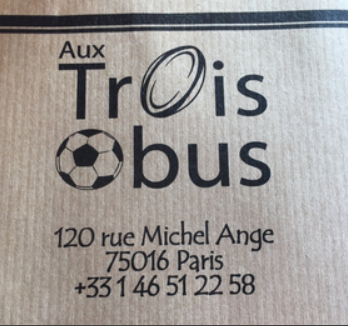 Aux
Trois
Obus
120 rue Michel Ange
75016 Paris
+33 1 46 51 22 58